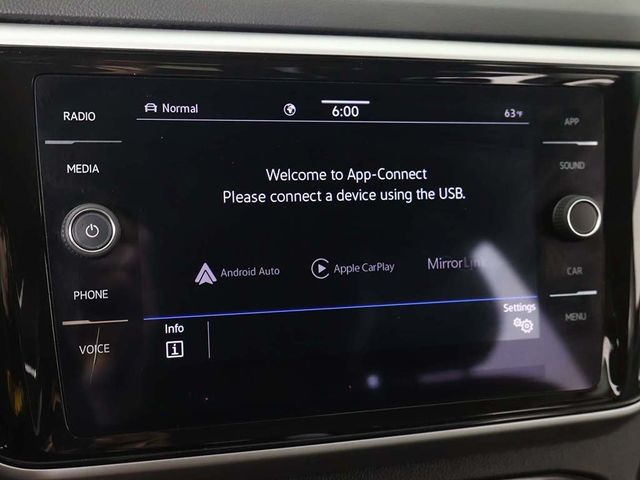 RADIO
MEDIA
PHONE
VOICE
Normal
6:00
63°F
Welcome to App-Connect
Please connect a device using the USB.
Android Auto
Apple CarPlay
MirrorLink
Info
Settings
APP
SOUND
CAR
MENU